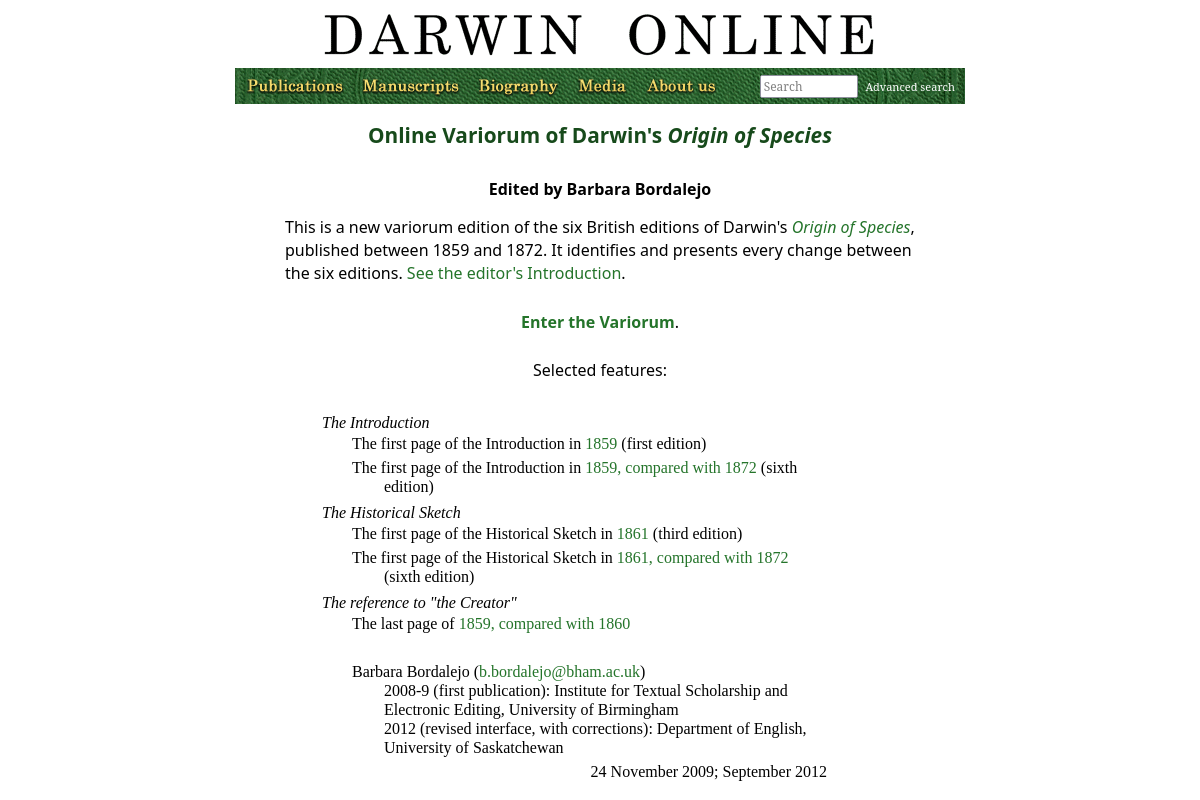 DARWIN ONLINE
Publications Manuscripts Biography Media About us Search Advanced search
Online Variorum of Darwin's Origin of Species
Edited by Barbara Bordalejo
This is a new variorum edition of the six British editions of Darwin's Origin of Species,
published between 1859 and 1872. It identifies and presents every change between
the six editions. See the editor's Introduction.
Enter the Variorum.
Selected features:
The Introduction
The first page of the Introduction in 1859 (first edition)
The first page of the Introduction in 1859, compared with 1872 (sixth
edition)
The Historical Sketch
The first page of the Historical Sketch in 1861 (third edition)
The first page of the Historical Sketch in 1861, compared with 1872
(sixth edition)
The reference to "the Creator"
The last page of 1859, compared with 1860
Barbara Bordalejo (b.bordalejo@bham.ac.uk)
2008-9 (first publication): Institute for Textual Scholarship and
Electronic Editing, University of Birmingham
2012 (revised interface, with corrections): Department of English,
University of Saskatchewan
24 November 2009; September 2012